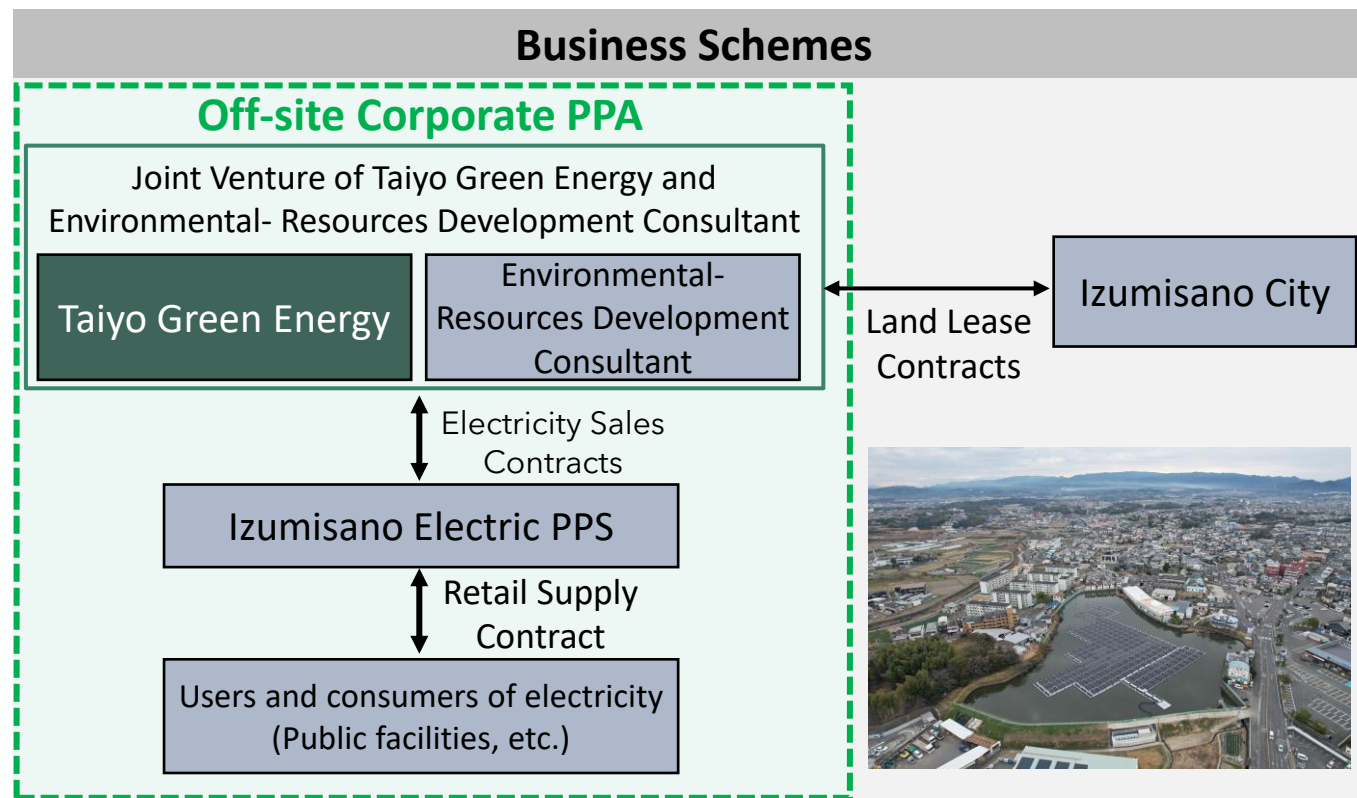 Business Schemes
Off-site Corporate PPA
Joint Venture of Taiyo Green Energy and
Environmental- Resources Development Consultant
Taiyo Green Energy
Environmental-
Resources Development
Consultant
Land Lease
Contracts
Izumisano City
Electricity Sales
Contracts
Izumisano Electric PPS
Retail Supply
Contract
Users and consumers of electricity
(Public facilities, etc.)